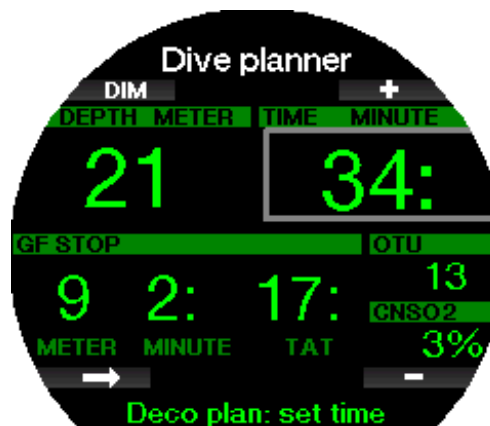 Dive planner
DIM +
DEPTH METER TIME MINUTE
21 34:
GF STOP OTU
9 2: 17: 13
CNSO2
METER MINUTE TAT 3%
→ -
Deco plan: set time